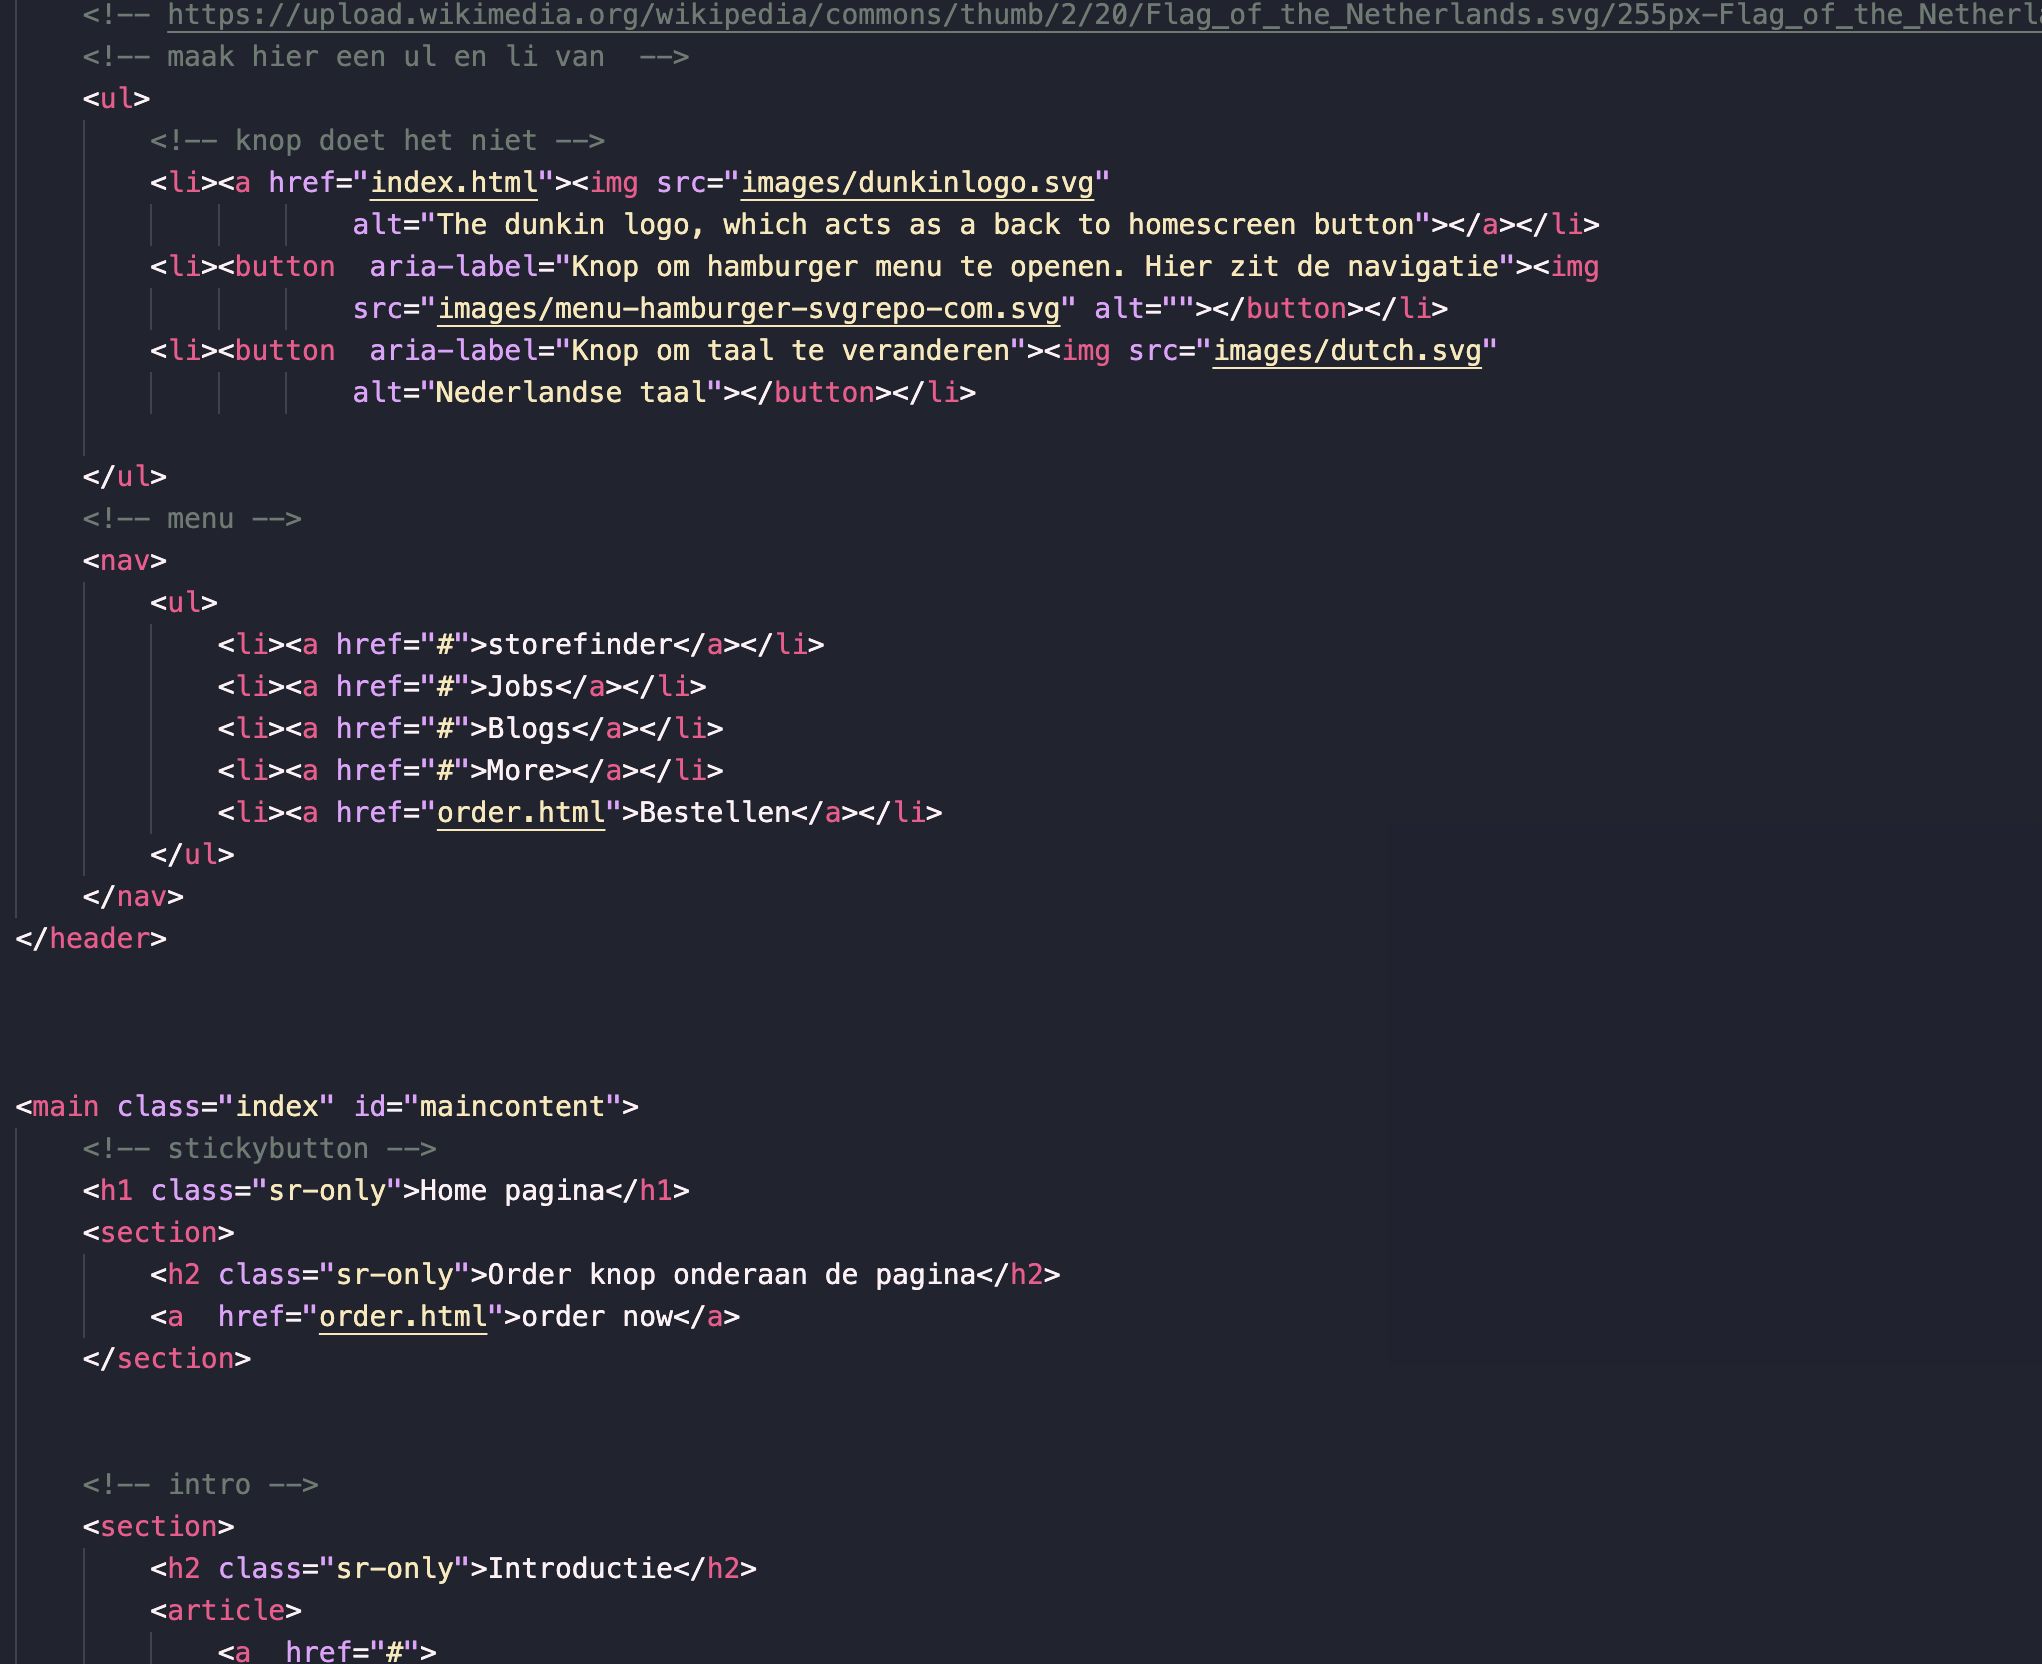 <!-- https://upload.wikimedia.org/wikipedia/commons/thumb/2/20/Flag_of_the_Netherlands.svg/255px-Flag_of_the_Netherl
<!-- maak hier een ul en li van  -->
<ul>
<!-- knop doet het niet -->
<li><a href="index.html"><img src="images/dunkinlogo.svg"
alt="The dunkin logo, which acts as a back to homescreen button"></a></li>
<li><button  aria-label="Knop om hamburger menu te openen. Hier zit de navigatie"><img
src="images/menu-hamburger-svgrepo-com.svg" alt=""></button></li>
<li><button  aria-label="Knop om taal te veranderen"><img src="images/dutch.svg"
alt="Nederlandse taal"></button></li>
</ul>
<!-- menu -->
<nav>
<ul>
<li><a href="#">storefinder</a></li>
<li><a href="#">Jobs</a></li>
<li><a href="#">Blogs</a></li>
<li><a href="#">More></a></li>
<li><a href="order.html">Bestellen</a></li>
</ul>
</nav>
</header>
<main class="index" id="maincontent">
<!-- stickybutton -->
<h1 class="sr-only">Home pagina</h1>
<section>
<h2 class="sr-only">Order knop onderaan de pagina</h2>
<a  href="order.html">order now</a>
</section>
<!-- intro -->
<section>
<h2 class="sr-only">Introductie</h2>
<article>
<a  href="#">